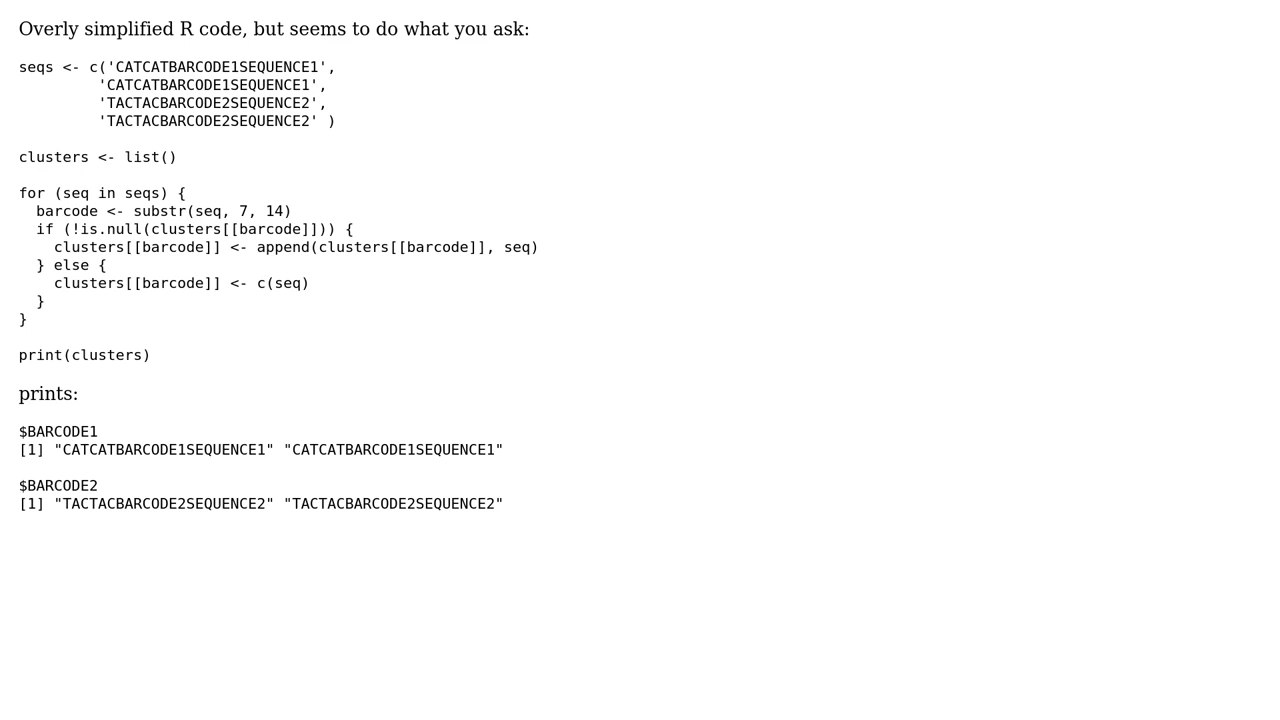 Overly simplified R code, but seems to do what you ask:
seqs <- c('CATCATBARCODE1SEQUENCE1',
         'CATCATBARCODE1SEQUENCE1',
         'TACTACBARCODE2SEQUENCE2',
         'TACTACBARCODE2SEQUENCE2' )
clusters <- list()
for (seq in seqs) {
  barcode <- substr(seq, 7, 14)
  if (!is.null(clusters[[barcode]])) {
    clusters[[barcode]] <- append(clusters[[barcode]], seq)
  } else {
    clusters[[barcode]] <- c(seq)
  }
}
print(clusters)
prints:
$BARCODE1
[1] "CATCATBARCODE1SEQUENCE1" "CATCATBARCODE1SEQUENCE1"
$BARCODE2
[1] "TACTACBARCODE2SEQUENCE2" "TACTACBARCODE2SEQUENCE2"